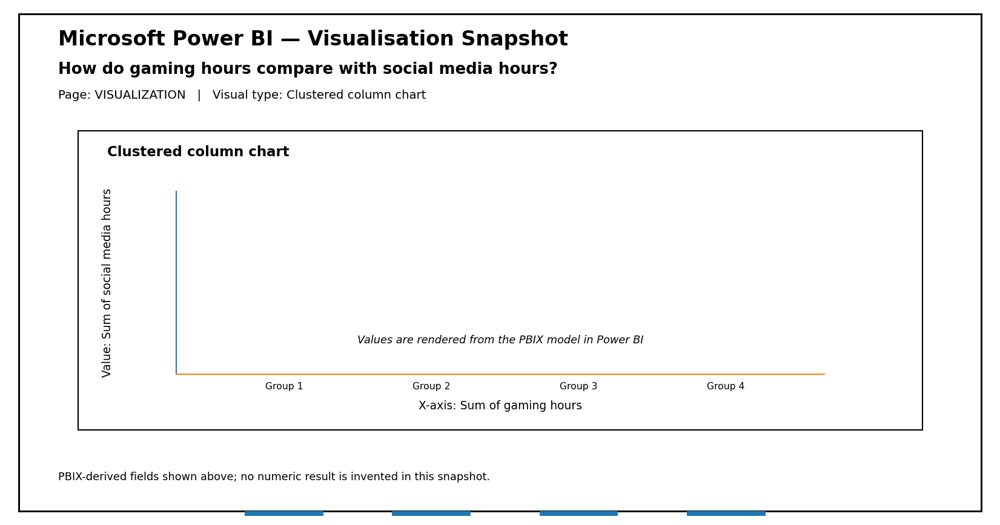 Microsoft Power BI — Visualisation Snapshot
How do gaming hours compare with social media hours?
Page: VISUALIZATION | Visual type: Clustered column chart
Clustered column chart
Value: Sum of social media hours
Values are rendered from the PBIX model in Power BI
Group 1 Group 2 Group 3 Group 4
X-axis: Sum of gaming hours
PBIX-derived fields shown above; no numeric result is invented in this snapshot.